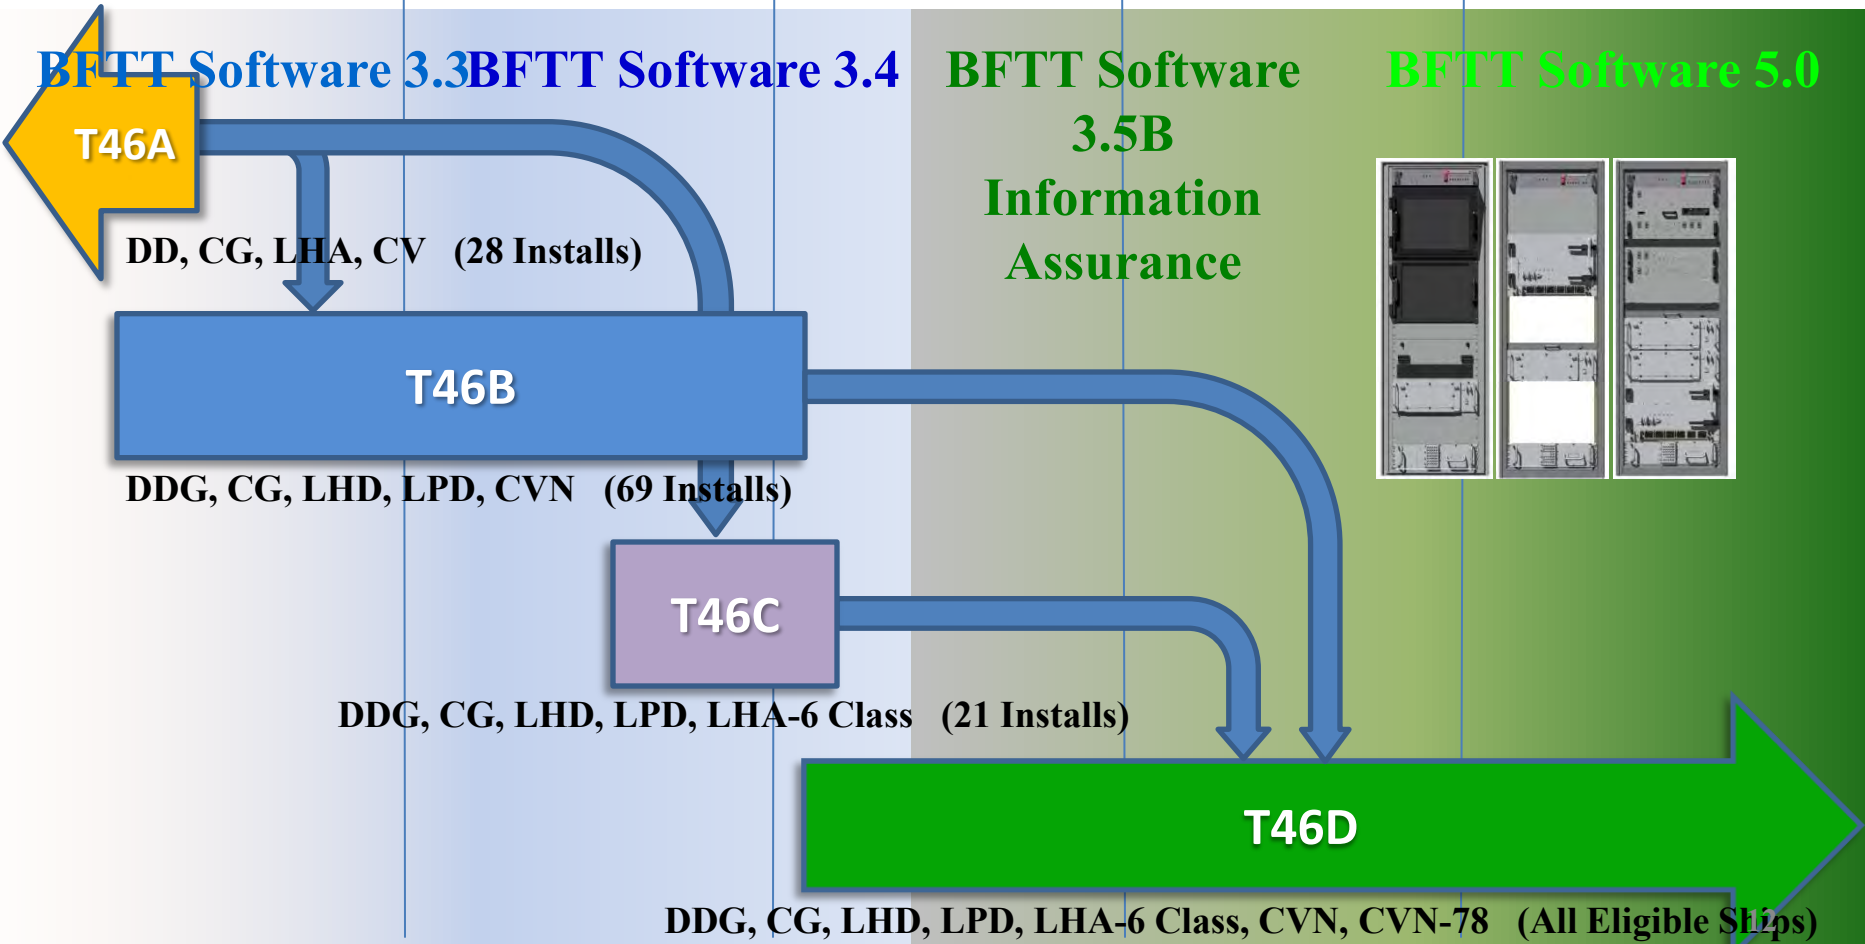 BFTT Software 3.3
BFTT Software 3.4
BFTT Software
3.5B
Information
Assurance
BFTT Software 5.0
T46A
DD, CG, LHA, CV (28 Installs)
T46B
DDG, CG, LHD, LPD, CVN (69 Installs)
T46C
DDG, CG, LHD, LPD, LHA-6 Class (21 Installs)
T46D
DDG, CG, LHD, LPD, LHA-6 Class, CVN, CVN-78 (All Eligible Ships)
12